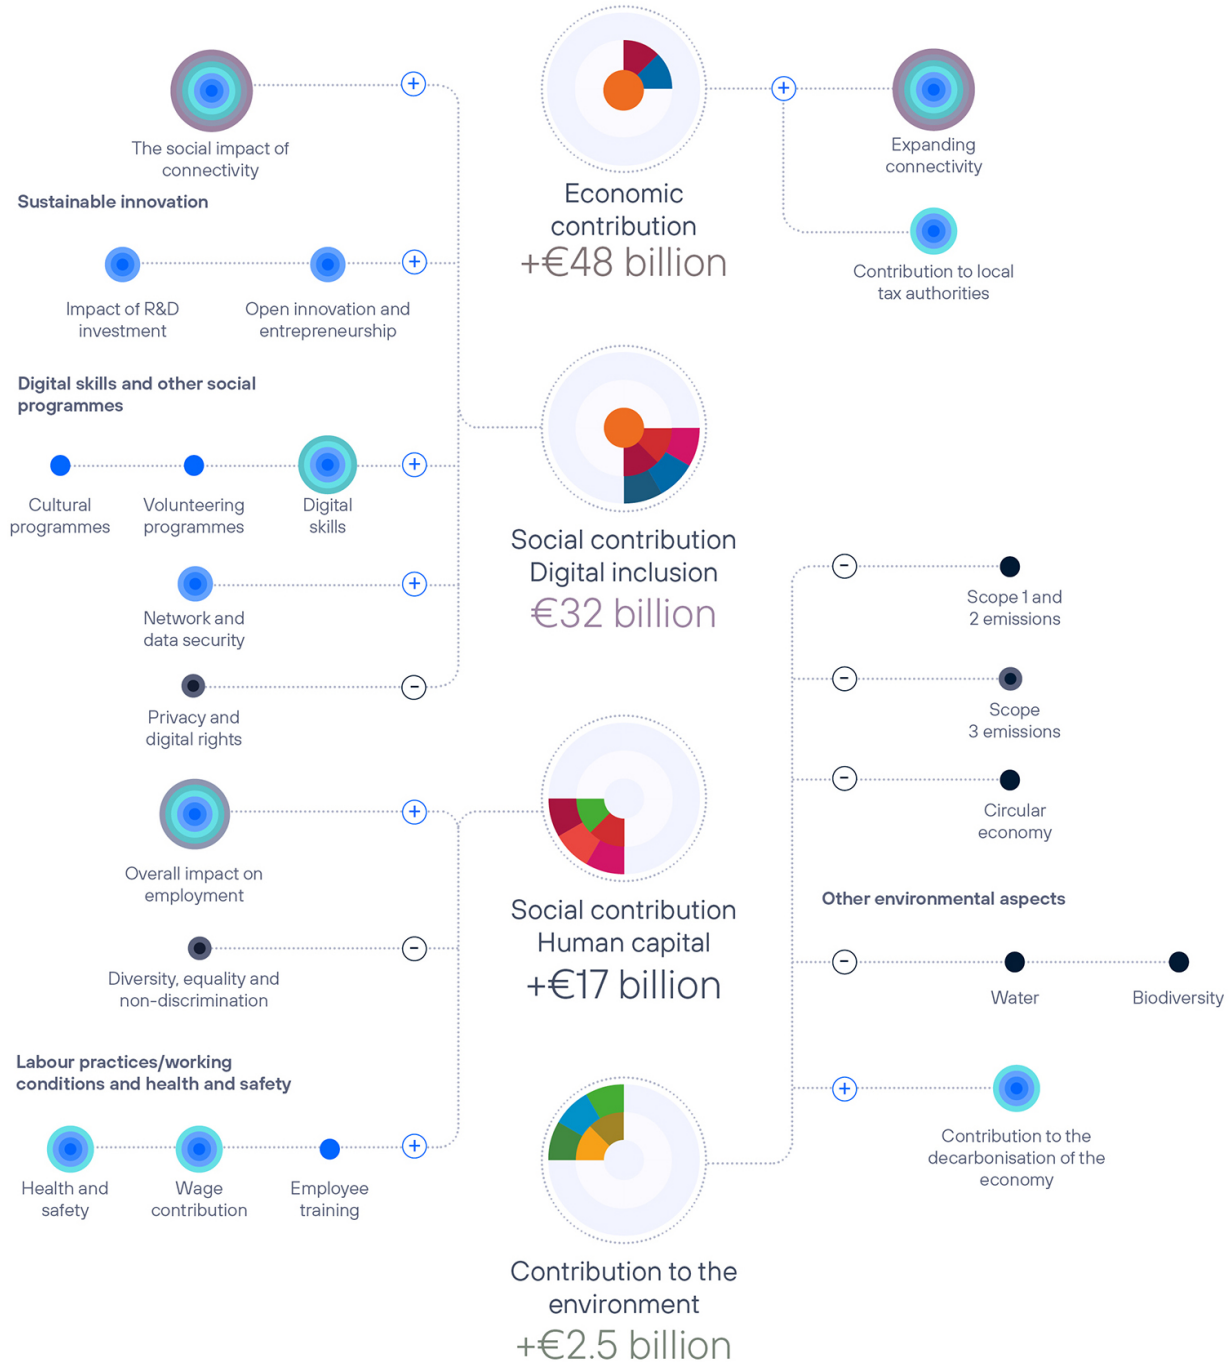 The social impact of
connectivity
Sustainable innovation
Impact of R&D
investment
Open innovation and
entrepreneurship
Digital skills and other social
programmes
Cultural
programmes
Volunteering
programmes
Digital
skills
Network and
data security
Privacy and
digital rights
Overall impact on
employment
Diversity, equality and
non-discrimination
Labour practices/working
conditions and health and safety
Health and
safety
Wage
contribution
Employee
training
Economic
contribution
+€48 billion
Social contribution
Digital inclusion
€32 billion
Social contribution
Human capital
+€17 billion
Contribution to the
environment
+€2.5 billion
Expanding
connectivity
Contribution to local
tax authorities
Scope 1 and
2 emissions
Scope
3 emissions
Circular
economy
Other environmental aspects
Water
Biodiversity
Contribution to the
decarbonisation of the
economy